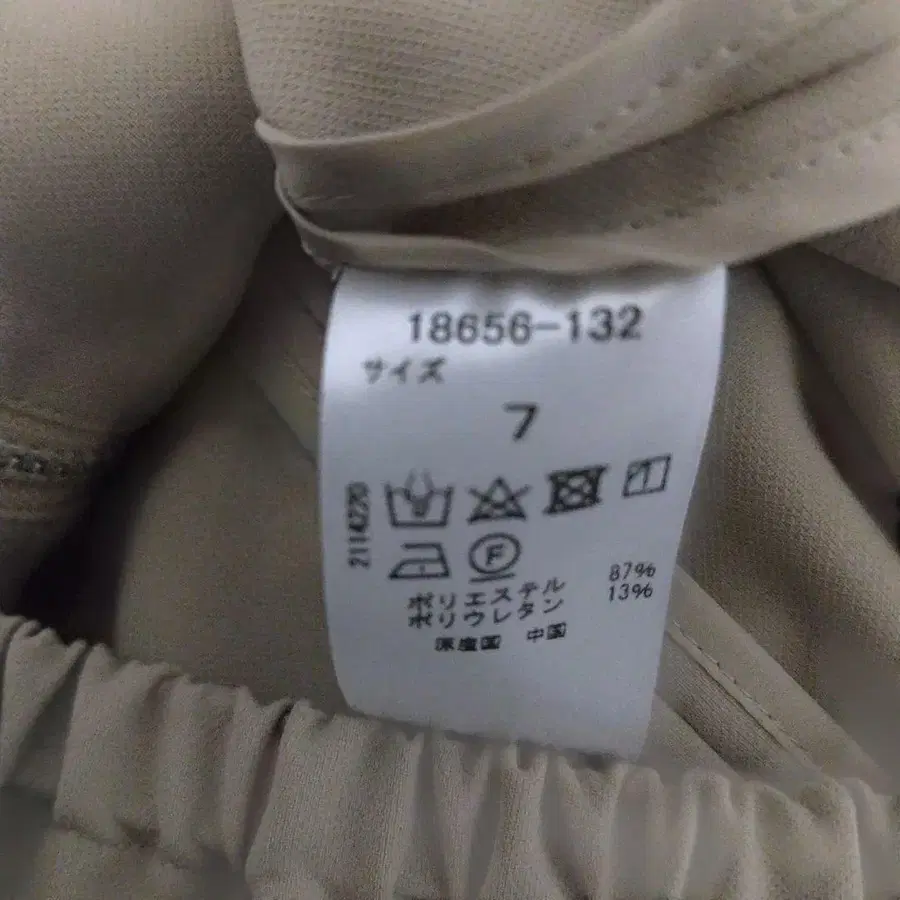 18656-132
サイズ
7
2114220
F
ポリエステル 87%
ポリウレタン 13%
原産国 中国